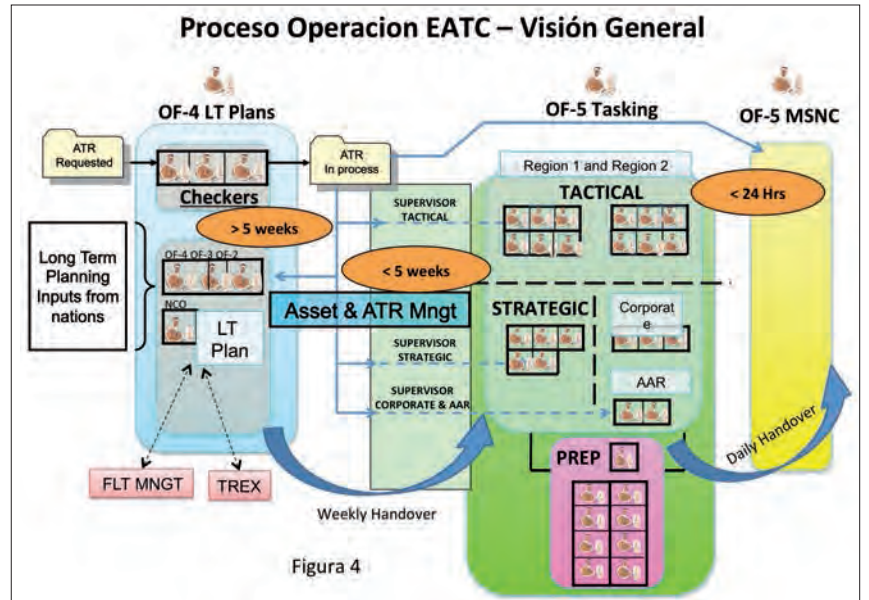 Proceso Operacion EATC – Visión General
OF-4 LT Plans
OF-5 Tasking
OF-5 MSNC
ATR
Requested
Checkers
ATR
In process
Region 1 and Region 2
TACTICAL
< 24 Hrs
SUPERVISOR
TACTICAL
> 5 weeks
Long Term
Planning
Inputs from
nations
OF-4 OF-3 OF-2
< 5 weeks
NCO
LT
Plan
Asset & ATR Mngt
STRATEGIC
Corporat
e
SUPERVISOR
STRATEGIC
AAR
SUPERVISOR
CORPORATE & AAR
FLT MNGT
TREX
Weekly Handover
PREP
Daily Handover
Figura 4